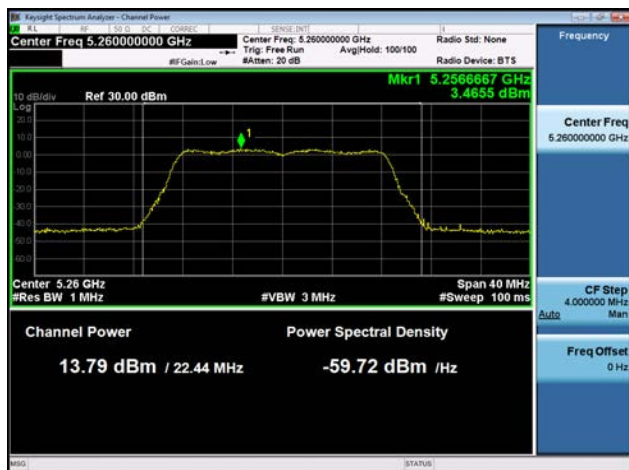 Keysight Spectrum Analyzer - Channel Power
RL RF 50 Ω DC CORREC SENSE:INT
Center Freq 5.260000000 GHz
#IFGain:Low
Center Freq: 5.260000000 GHz
Trig: Free Run Avg|Hold: 100/100
#Atten: 20 dB
Radio Std: None
Radio Device: BTS
Frequency
Mkr1 5.2566667 GHz
3.4655 dBm
10 dB/div Ref 30.00 dBm
Log
20.0
10.0
0.00
-10.0
-20.0
-30.0
-40.0
-50.0
-60.0
1
Center Freq
5.260000000 GHz
Center 5.26 GHz Span 40 MHz
#Res BW 1 MHz #VBW 3 MHz #Sweep 100 ms
CF Step
4.000000 MHz
Auto Man
Channel Power Power Spectral Density
13.79 dBm / 22.44 MHz -59.72 dBm /Hz
Freq Offset
0 Hz
MSG STATUS